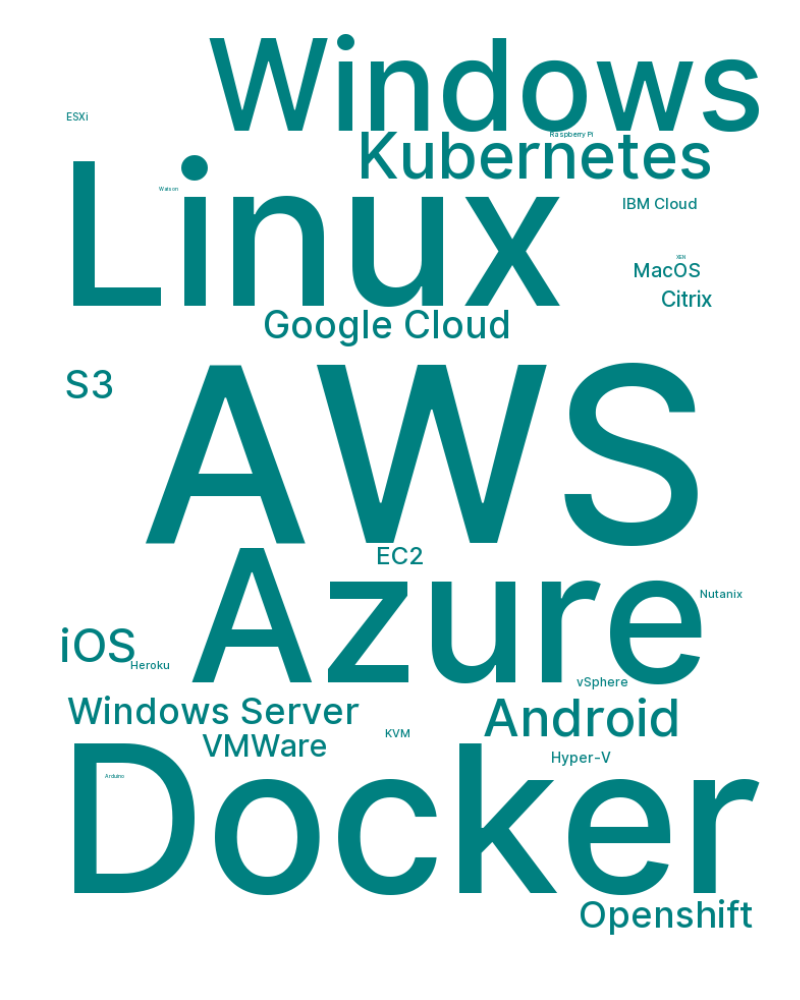 Windows
ESXi
Raspberry Pi
Kubernetes
Linux
Watson
IBM Cloud
XEN
MacOS
Citrix
Google Cloud
S3
AWS
EC2
Azure
Nutanix
iOS
Heroku
vSphere
Windows Server
Android
KVM
VMWare
Hyper-V
Docker
Arduino
Openshift